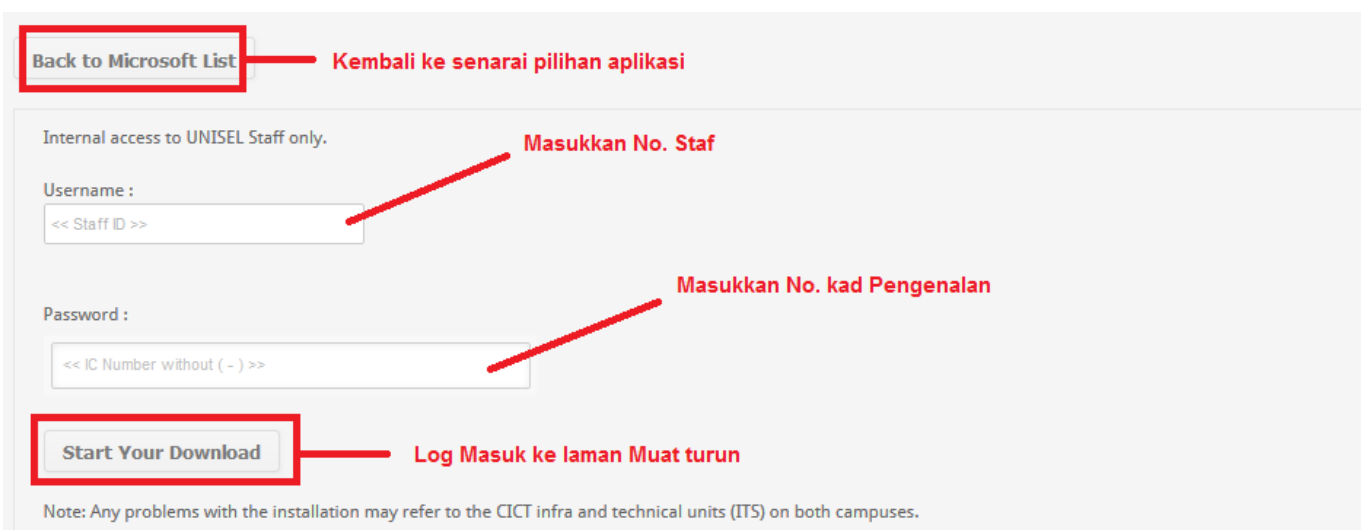 Back to Microsoft List
Kembali ke senarai pilihan aplikasi
Internal access to UNISEL Staff only.
Masukkan No. Staf
Username :
<< Staff ID >>
Masukkan No. kad Pengenalan
Password :
<< IC Number without ( - ) >>
Start Your Download
Log Masuk ke laman Muat turun
Note: Any problems with the installation may refer to the CICT infra and technical units (ITS) on both campuses.